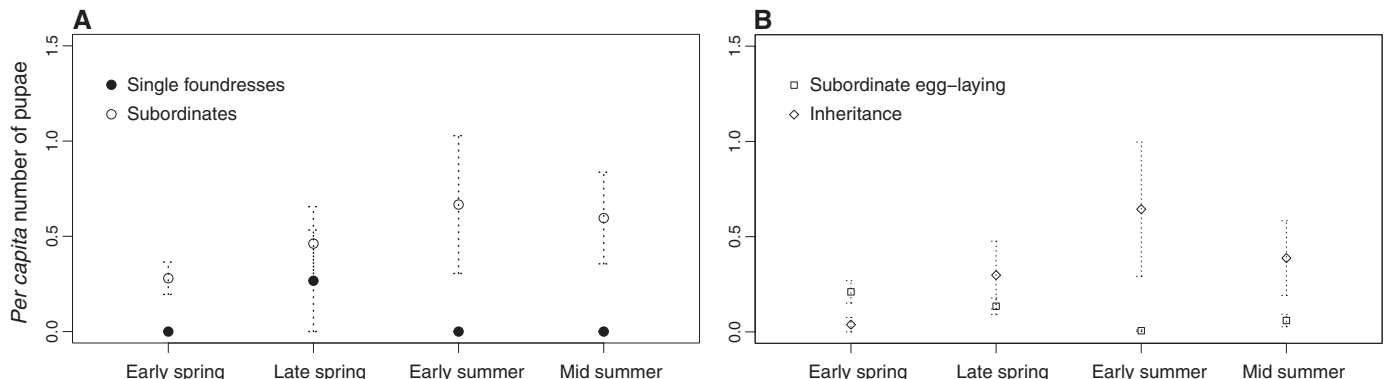 A
Per capita number of pupae
1.5
1.0
0.5
0.0
Single foundresses
Subordinates
Early spring
Late spring
Early summer
Mid summer
B
1.5
1.0
0.5
0.0
Subordinate egg–laying
Inheritance
Early spring
Late spring
Early summer
Mid summer